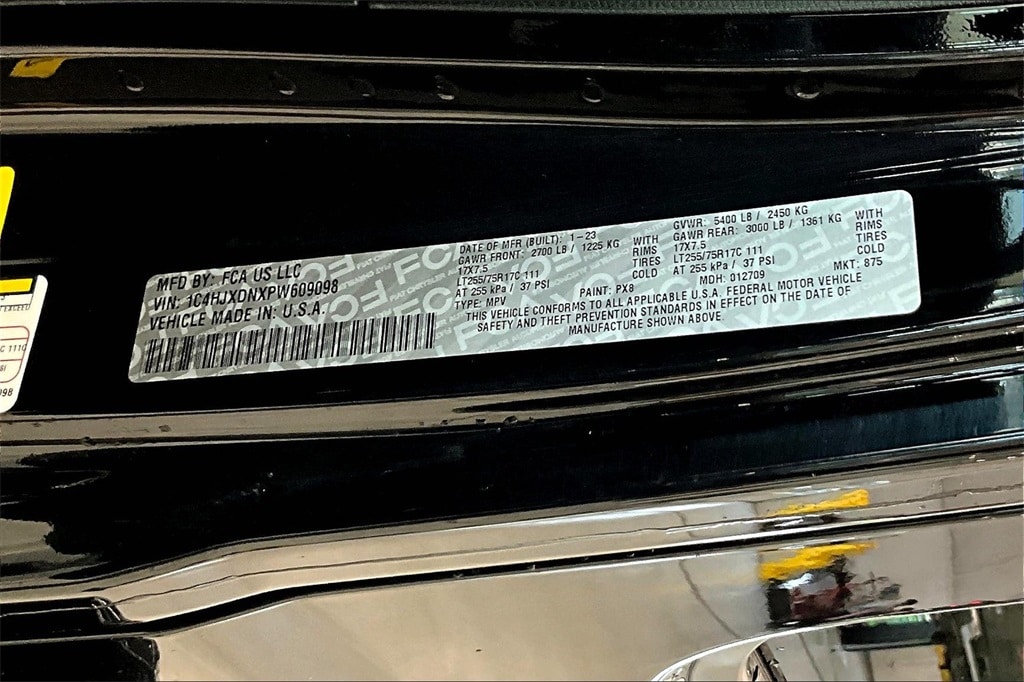 MFD BY: FCA US LLC
VIN: 1C4HJXDNXPW609098
VEHICLE MADE IN: U.S.A.
DATE OF MFR (BUILT): 1-23
GAWR FRONT: 2700 LB / 1225 KG WITH
17X7.5 RIMS
LT255/75R17C 111 TIRES
AT 255 kPa / 37 PSI COLD
TYPE: MPV PAINT: PX8
GVWR: 5400 LB / 2450 KG
GAWR REAR: 3000 LB / 1361 KG WITH
17X7.5 RIMS
LT255/75R17C 111 TIRES
AT 255 kPa / 37 PSI COLD
MDH: 012709 MKT: 875
THIS VEHICLE CONFORMS TO ALL APPLICABLE U.S.A. FEDERAL MOTOR VEHICLE
SAFETY AND THEFT PREVENTION STANDARDS IN EFFECT ON THE DATE OF
MANUFACTURE SHOWN ABOVE.